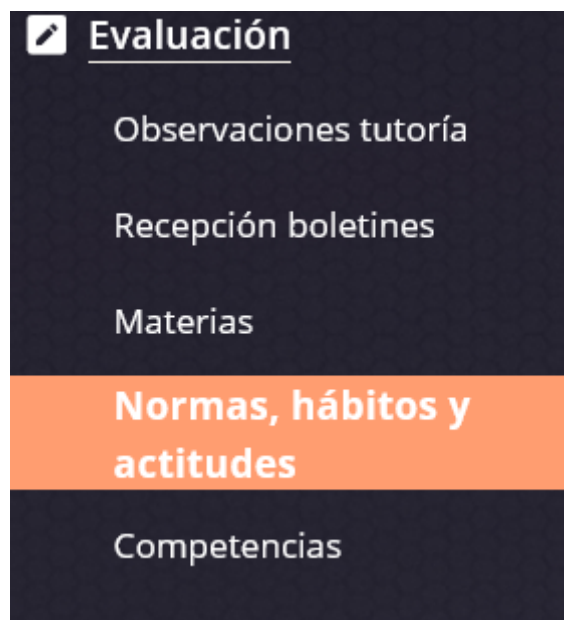 Evaluación
Observaciones tutoría
Recepción boletines
Materias
Normas, hábitos y
actitudes
Competencias